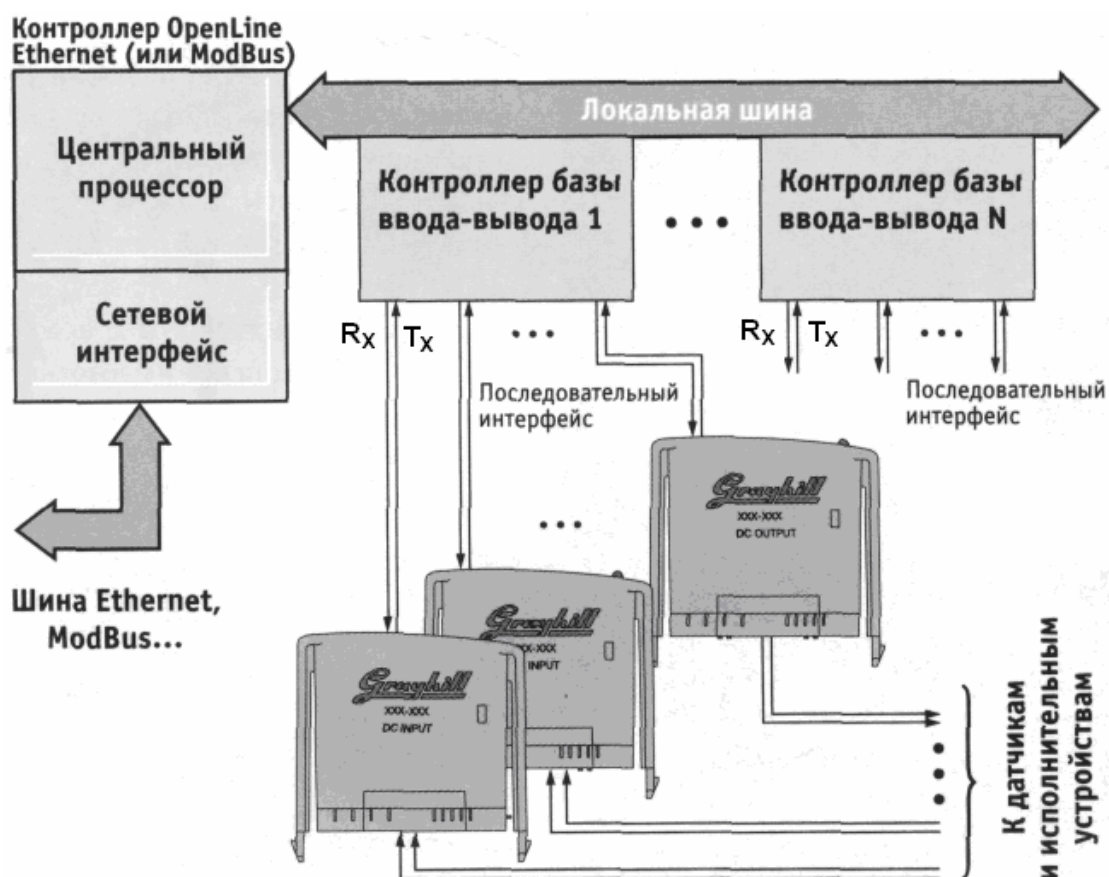 Контроллер OpenLine
Ethernet (или ModBus)
Центральный
процессор
Сетевой
интерфейс
Локальная шина
Контроллер базы
ввода-вывода 1
Контроллер базы
ввода-вывода N
Rx Tx
Rx Tx
Последовательный
интерфейс
Последовательный
интерфейс
Шина Ethernet,
ModBus...
Grayhill
XXX-XXX
DC OUTPUT
Grayhill
XX-XXX
INPUT
Grayhill
XXX-XXX
DC INPUT
К датчикам
и исполнительным
устройствам